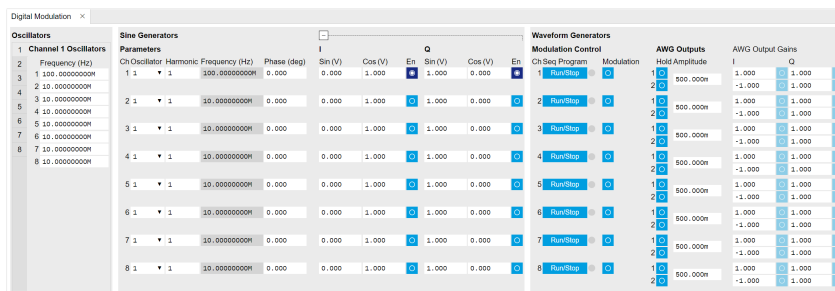 Digital Modulation ×
Oscillators Sine Generators − Waveform Generators
1 Channel 1 Oscillators Parameters I Q Modulation Control AWG Outputs AWG Output Gains
2 Frequency (Hz) Ch Oscillator Harmonic Frequency (Hz) Phase (deg) Sin (V) Cos (V) En Sin (V) Cos (V) En Ch Seq Program Modulation Hold Amplitude I Q
3 1 100.00000000M 1 1 ▼ 1 100.00000000M 0.000 0.000 1.000 1.000 0.000 1 Run/Stop 1 500.000m 1.000 1.000
4 2 10.00000000M 2 -1.000 1.000
5 3 10.00000000M 2 1 ▼ 1 10.00000000M 0.000 0.000 1.000 1.000 0.000 2 Run/Stop 1 500.000m 1.000 1.000
6 4 10.00000000M 2 -1.000 1.000
7 5 10.00000000M 3 1 ▼ 1 10.00000000M 0.000 0.000 1.000 1.000 0.000 3 Run/Stop 1 500.000m 1.000 1.000
8 6 10.00000000M 2 -1.000 1.000
7 10.00000000M 4 1 ▼ 1 10.00000000M 0.000 0.000 1.000 1.000 0.000 4 Run/Stop 1 500.000m 1.000 1.000
8 10.00000000M 2 -1.000 1.000
5 1 ▼ 1 10.00000000M 0.000 0.000 1.000 1.000 0.000 5 Run/Stop 1 500.000m 1.000 1.000
2 -1.000 1.000
6 1 ▼ 1 10.00000000M 0.000 0.000 1.000 1.000 0.000 6 Run/Stop 1 500.000m 1.000 1.000
2 -1.000 1.000
7 1 ▼ 1 10.00000000M 0.000 0.000 1.000 1.000 0.000 7 Run/Stop 1 500.000m 1.000 1.000
2 -1.000 1.000
8 1 ▼ 1 10.00000000M 0.000 0.000 1.000 1.000 0.000 8 Run/Stop 1 500.000m 1.000 1.000
2 -1.000 1.000